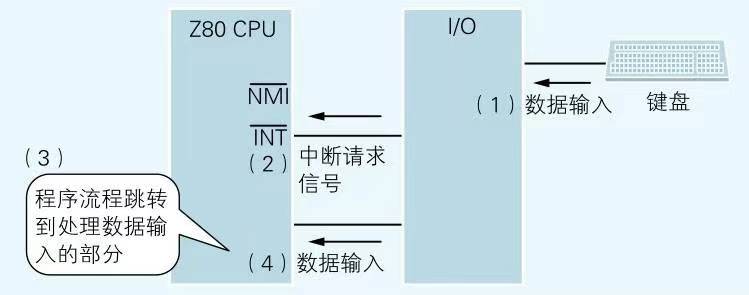 Z80 CPU
I/O
NMI
(1)数据输入
键盘
INT
(2)
中断请求
信号
(3)
程序流程跳转
到处理数据输
入的部分
(4)数据输入